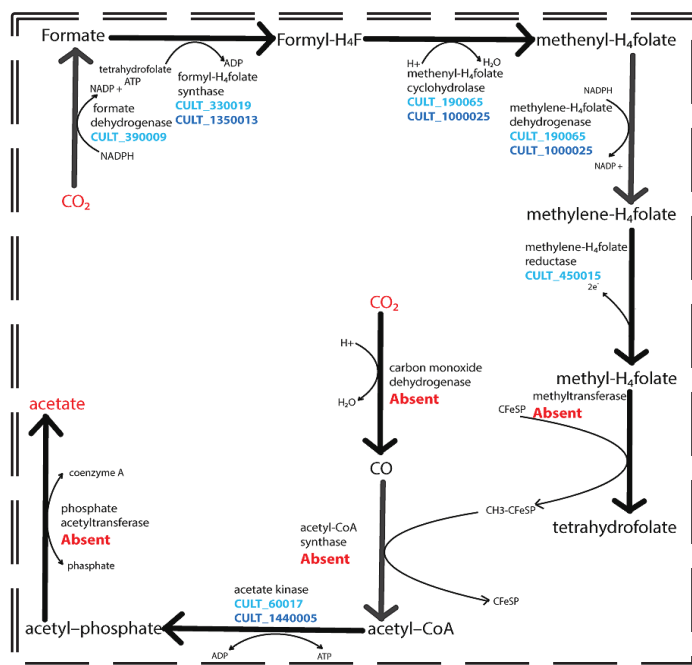 Formate
Formyl-H₄F
methenyl-H₄folate
tetrahydrofolate
ATP
ADP
formyl-H₄folate
synthase
CULT_330019
CULT_1350013
NADP +
formate
dehydrogenase
CULT_390009
NADPH
CO₂
H+
H₂O
methenyl-H₄folate
cyclohydrolase
CULT_190065
CULT_1000025
NADPH
methylene-H₄folate
dehydrogenase
CULT_190065
CULT_1000025
NADP +
methylene-H₄folate
methylene-H₄folate
reductase
CULT_450015
2e⁻
methyl-H₄folate
CO₂
H+
carbon monoxide
dehydrogenase
Absent
H₂O
CO
methyltransferase
Absent
CFeSP
CH3-CFeSP
tetrahydrofolate
acetyl-CoA
synthase
Absent
CFeSP
acetate
coenzyme A
phosphate
acetyltransferase
Absent
phasphate
acetate kinase
CULT_60017
CULT_1440005
acetyl–phosphate
acetyl–CoA
ADP
ATP